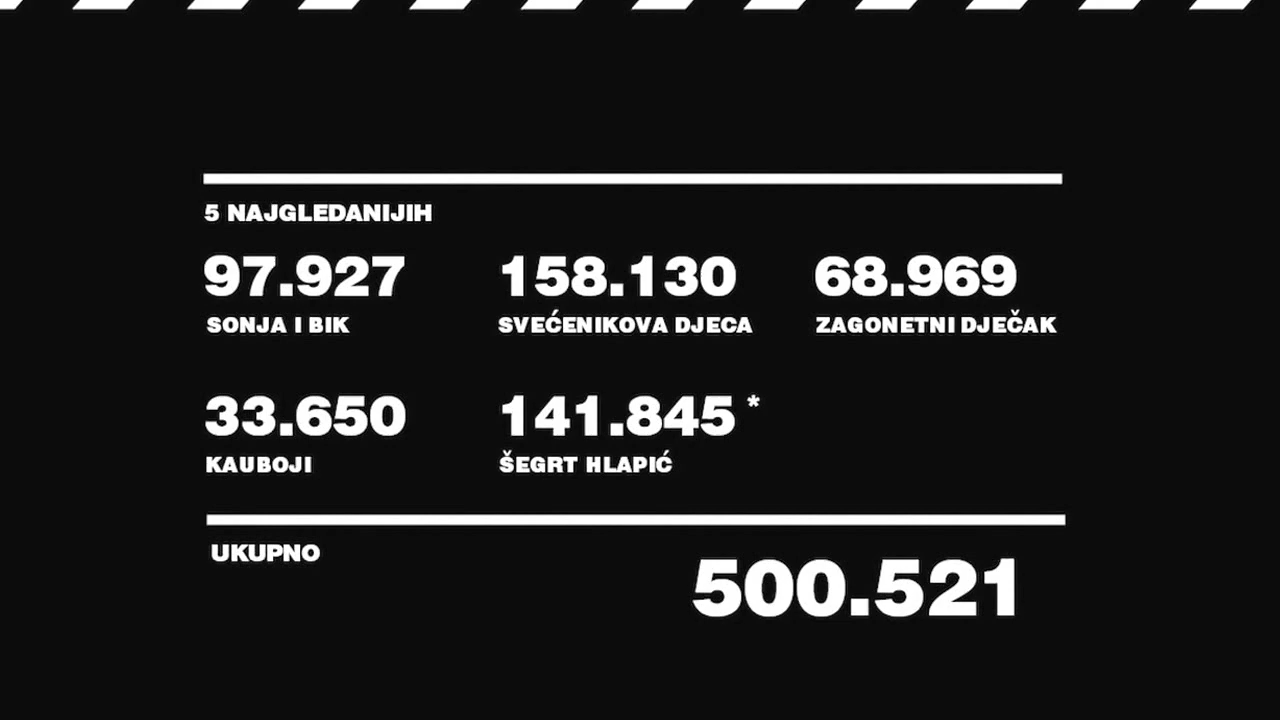 5 NAJGLEDANIJIH
97.927 158.130 68.969
SONJA I BIK SVEĆENIKOVA DJECA ZAGONETNI DJEČAK
33.650 141.845 *
KAUBOJI ŠEGRT HLAPIĆ
UKUPNO
500.521